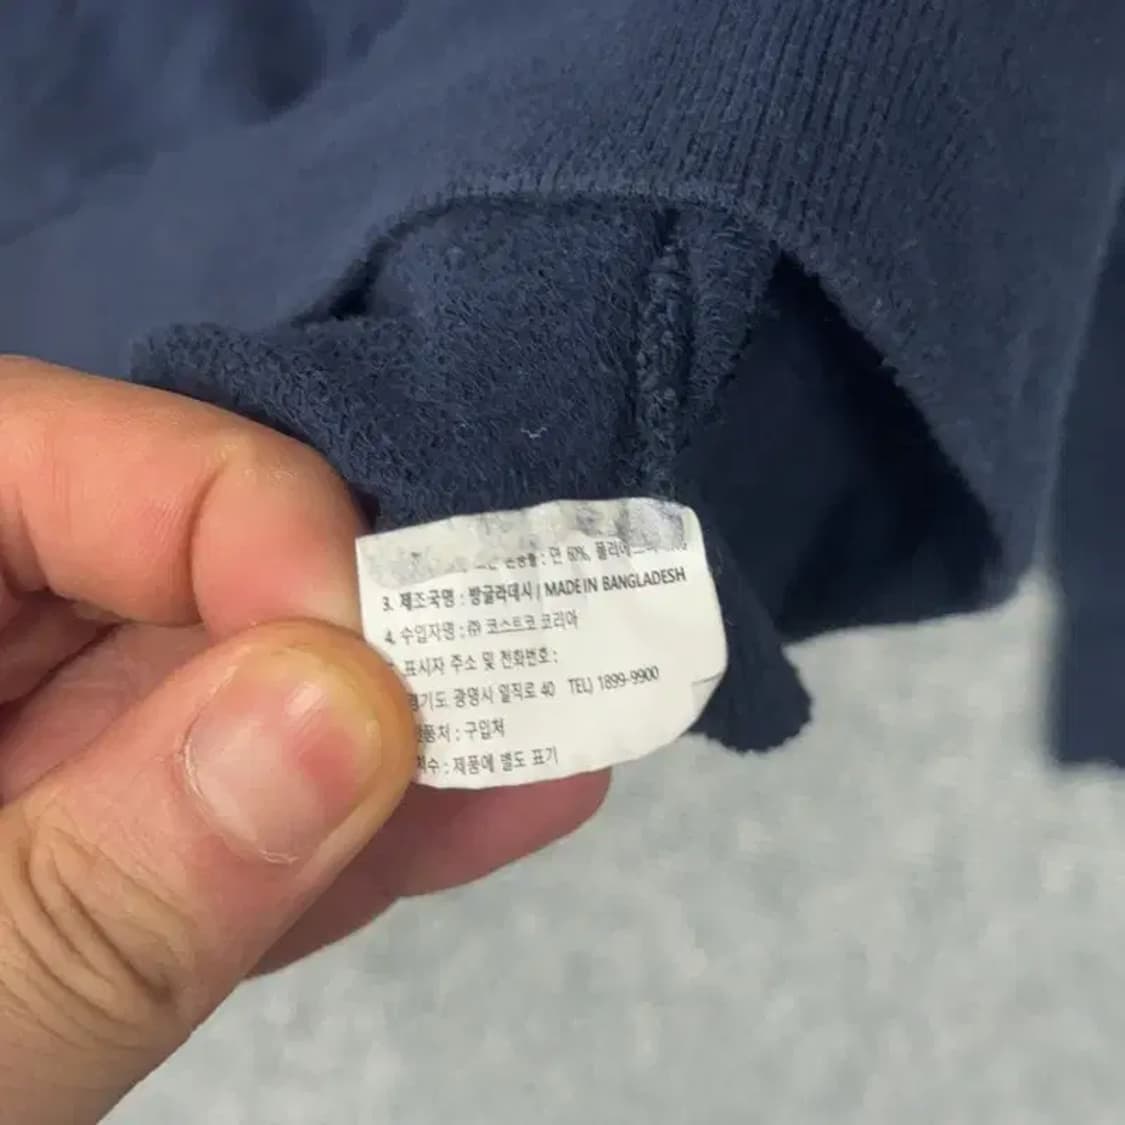 : 면 60%,
3. 제조국명 : 방글라데시 / MADE IN BANGLADESH
4. 수입자명 : ㈜ 코스트코 코리아
표시자 주소 및 전화번호 :
경기도 광명시 일직로 40 TEL) 1899-9900
: 구입처
: 제품에 별도 표기